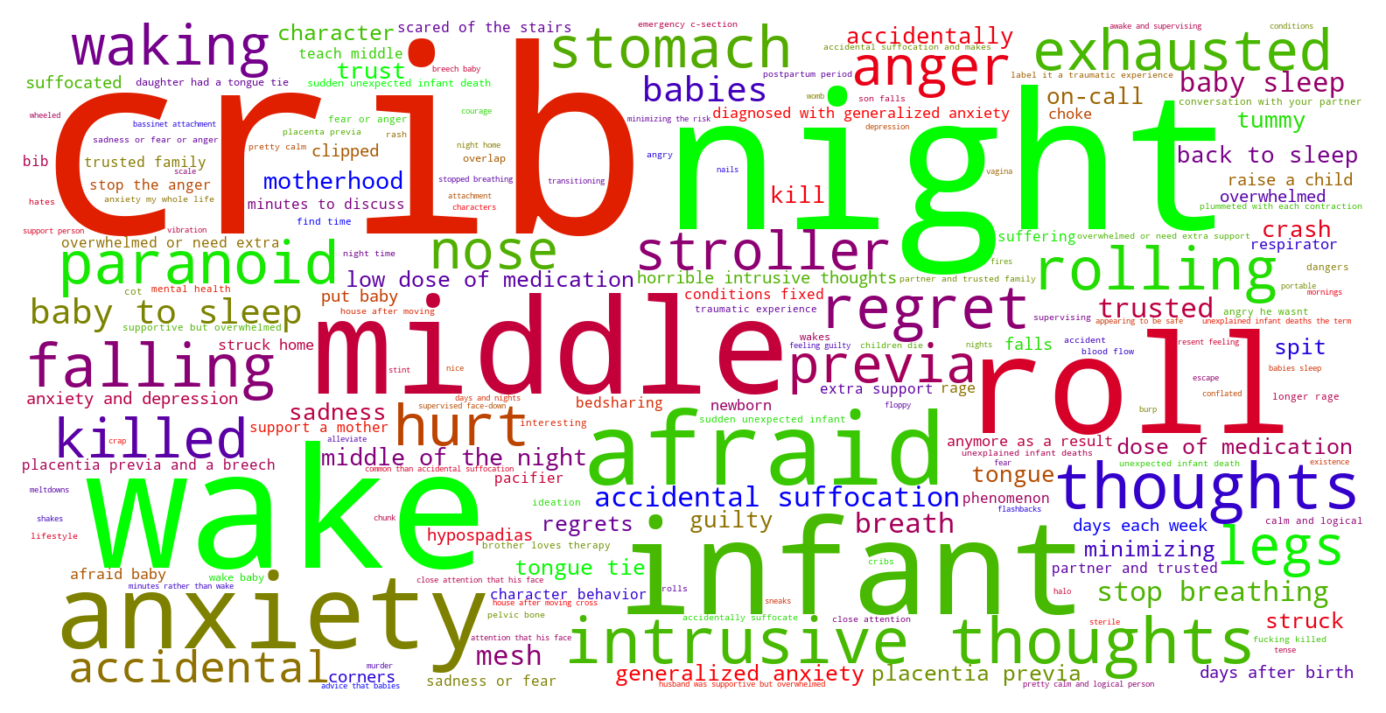 emergency c-section
awake and supervising
conditions
waking
character
scared of the stairs
stomach
accidentally
exhausted
teach middle
accidental suffocation and makes
suffocated
daughter had a tongue tie
trust
breech baby
babies
postpartum period
anger
label it a traumatic experience
baby sleep
sudden unexpected infant death
son falls
on-call
conversation with your partner
crib
night
wheeled
bassinet attachment
fear or anger
courage
womb
diagnosed with generalized anxiety
choke
tummy
placenta previa
rash
minimizing the risk
depression
sadness or fear or anger
pretty calm
clipped
night home
angry
bib
trusted family
overlap
back to sleep
scale
stopped breathing
nails
vagina
stop the anger
motherhood
transitioning
raise a child
anxiety my whole life
attachment
kill
overwhelmed
hates
minutes to discuss
characters
plummeted with each contraction
find time
support person
vibration
crash
overwhelmed or need extra
nose
stroller
suffering
overwhelmed or need extra support
respirator
paranoid
night time
fires
rolling
dangers
low dose of medication
horrible intrusive thoughts
partner and trusted family
cot
mental health
portable
mornings
put baby
conditions fixed
regret
trusted
baby to sleep
house after moving
middle
traumatic experience
supervising
appearing to be safe
unexplained infant deaths the term
supportive but overwhelmed
angry he wasnt
struck home
wakes
roll
accident
resent feeling
falling
feeling guilty
children die
nights
falls
blood flow
spit
previa
babies sleep
stint
nice
escape
anxiety and depression
extra support
rage
conflated
longer rage
days and nights
bedsharing
newborn
supervised face-down
floppy
burp
sadness
hurt
interesting
sudden unexpected infant
killed
support a mother
afraid
crap
alleviate
anymore as a result
dose of medication
unexplained infant deaths
middle of the night
placentia previa and a breech
common than accidental suffocation
fear
unexpected infant death
existence
wake
pacifier
tongue
thoughts
meltdowns
chunk
ideation
accidental suffocation
phenomenon
flashbacks
shakes
regrets
guilty
breath
days each week
calm and logical
infant
lifestyle
hypospadias
legs
brother loves therapy
minimizing
cribs
tongue tie
partner and trusted
afraid baby
wake baby
close attention that his face
minutes rather than wake
character behavior
rolls
halo
stop breathing
anxiety
house after moving cross
sneaks
pelvic bone
accidentally suffocate
close attention
sterile
struck
intrusive thoughts
attention that his face
fucking killed
mesh
tense
accidental
murder
corners
sadness or fear
generalized anxiety
placentia previa
days after birth
advice that babies
husband was supportive but overwhelmed
pretty calm and logical person